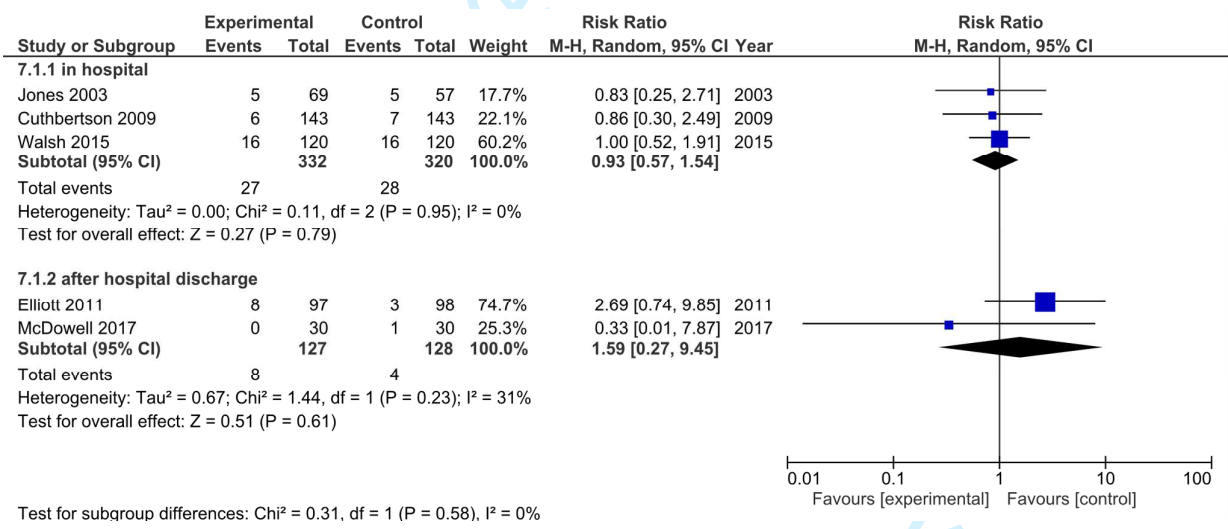 Experimental Control Risk Ratio Risk Ratio
Study or Subgroup Events Total Events Total Weight M-H, Random, 95% CI Year M-H, Random, 95% CI
7.1.1 in hospital
Jones 2003 5 69 5 57 17.7% 0.83 [0.25, 2.71] 2003
Cuthbertson 2009 6 143 7 143 22.1% 0.86 [0.30, 2.49] 2009
Walsh 2015 16 120 16 120 60.2% 1.00 [0.52, 1.91] 2015
Subtotal (95% CI) 332 320 100.0% 0.93 [0.57, 1.54]
Total events 27 28
Heterogeneity: Tau² = 0.00; Chi² = 0.11, df = 2 (P = 0.95); I² = 0%
Test for overall effect: Z = 0.27 (P = 0.79)
7.1.2 after hospital discharge
Elliott 2011 8 97 3 98 74.7% 2.69 [0.74, 9.85] 2011
McDowell 2017 0 30 1 30 25.3% 0.33 [0.01, 7.87] 2017
Subtotal (95% CI) 127 128 100.0% 1.59 [0.27, 9.45]
Total events 8 4
Heterogeneity: Tau² = 0.67; Chi² = 1.44, df = 1 (P = 0.23); I² = 31%
Test for overall effect: Z = 0.51 (P = 0.61)
0.01 0.1 1 10 100
Favours [experimental] Favours [control]
Test for subgroup differences: Chi² = 0.31, df = 1 (P = 0.58), I² = 0%